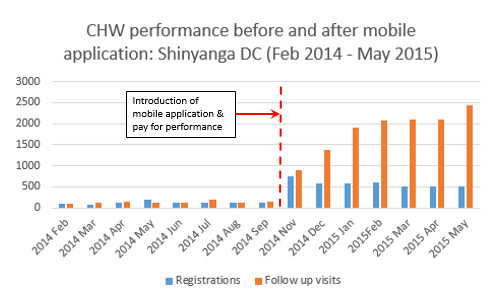 CHW performance before and after mobile
application: Shinyanga DC (Feb 2014 - May 2015)
3000
2500
2000
1500
1000
500
0
Introduction of
mobile application &
pay for performance
2014 Feb
2014 Mar
2014 Apr
2014 May
2014 Jun
2014 Jul
2014 Aug
2014 Sep
2014 Nov
2014 Dec
2015 Jan
2015Feb
2015 Mar
2015 Apr
2015 May
Registrations
Follow up visits